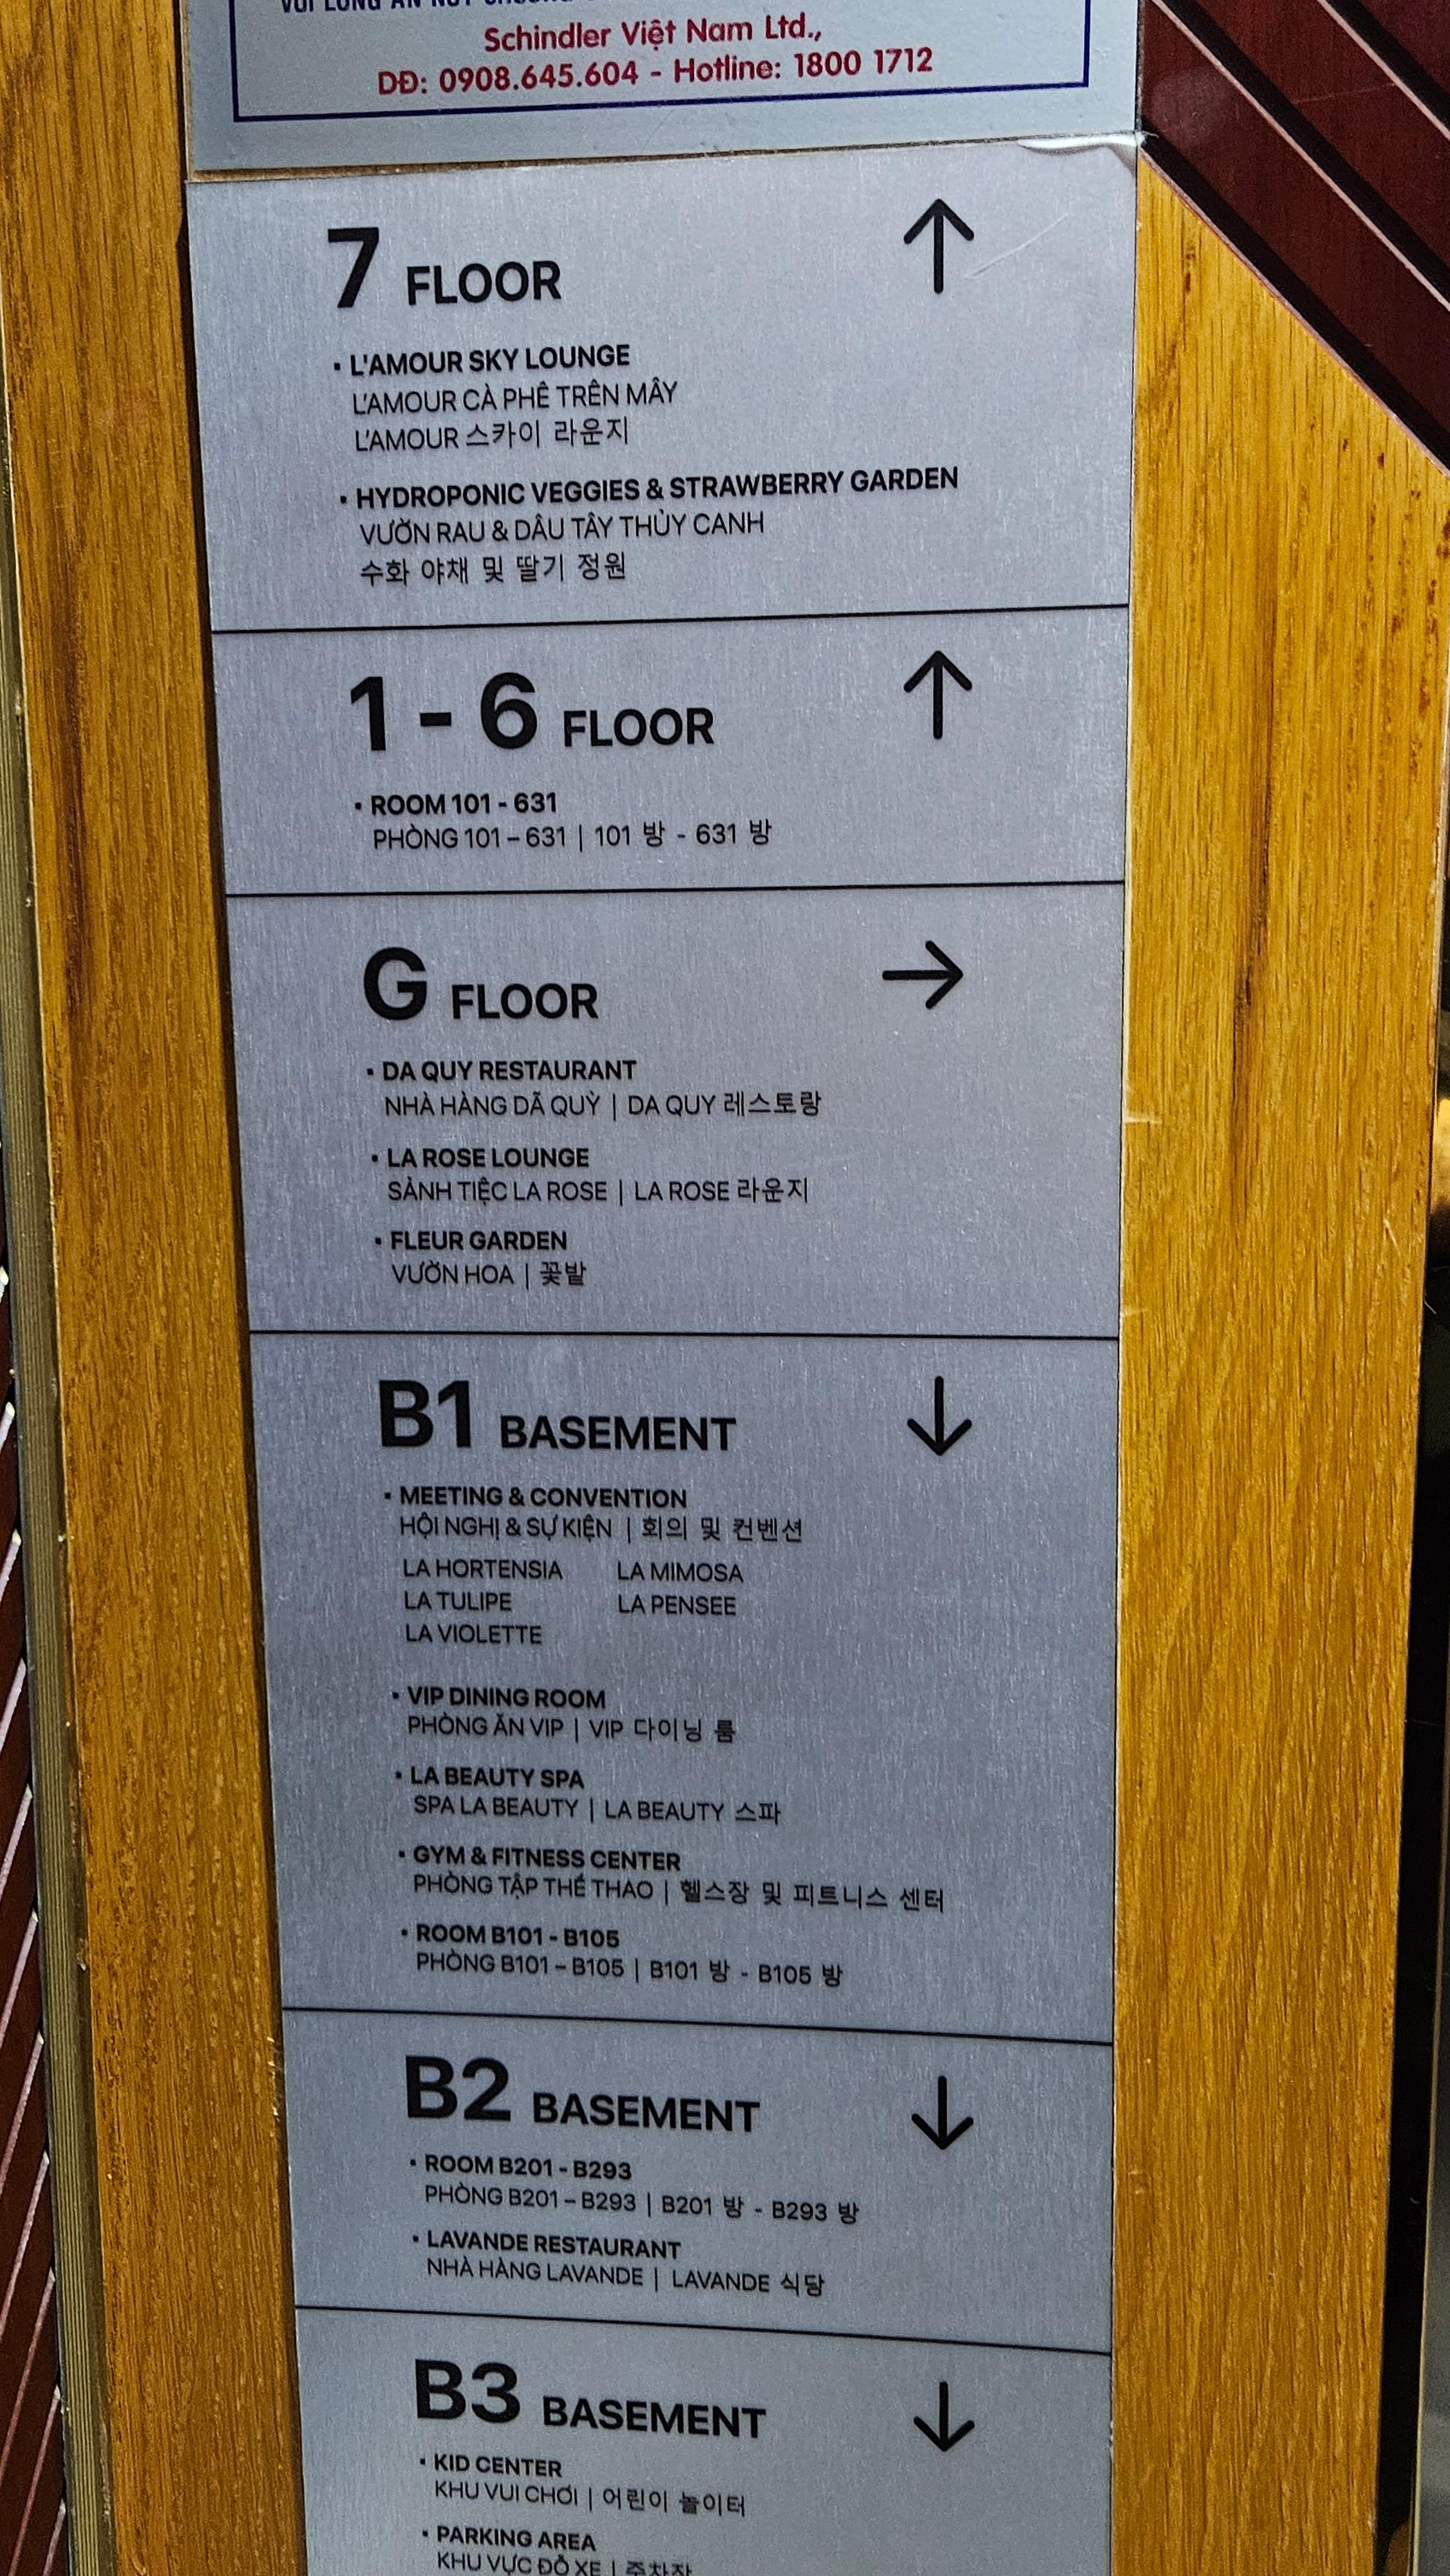 Schindler Việt Nam Ltd.,
DĐ: 0908.645.604 - Hotline: 1800 1712
7 FLOOR ↑
▪ L'AMOUR SKY LOUNGE
L'AMOUR CÀ PHÊ TRÊN MÂY
L'AMOUR 스카이 라운지
▪ HYDROPONIC VEGGIES & STRAWBERRY GARDEN
VƯỜN RAU & DÂU TÂY THỦY CANH
수화 야채 및 딸기 정원
1 - 6 FLOOR ↑
▪ ROOM 101 - 631
PHÒNG 101 – 631 | 101 방 - 631 방
G FLOOR →
▪ DA QUY RESTAURANT
NHÀ HÀNG DÃ QUỲ | DA QUY 레스토랑
▪ LA ROSE LOUNGE
SẢNH TIỆC LA ROSE | LA ROSE 라운지
▪ FLEUR GARDEN
VƯỜN HOA | 꽃밭
B1 BASEMENT ↓
▪ MEETING & CONVENTION
HỘI NGHỊ & SỰ KIỆN | 회의 및 컨벤션
LA HORTENSIA LA MIMOSA
LA TULIPE LA PENSEE
LA VIOLETTE
▪ VIP DINING ROOM
PHÒNG ĂN VIP | VIP 다이닝 룸
▪ LA BEAUTY SPA
SPA LA BEAUTY | LA BEAUTY 스파
▪ GYM & FITNESS CENTER
PHÒNG TẬP THỂ THAO | 헬스장 및 피트니스 센터
▪ ROOM B101 - B105
PHÒNG B101 – B105 | B101 방 - B105 방
B2 BASEMENT ↓
▪ ROOM B201 - B293
PHÒNG B201 – B293 | B201 방 - B293 방
▪ LAVANDE RESTAURANT
NHÀ HÀNG LAVANDE | LAVANDE 식당
B3 BASEMENT ↓
▪ KID CENTER
KHU VUI CHƠI | 어린이 놀이터
▪ PARKING AREA
KHU VỰC ĐỖ XE | 주차장